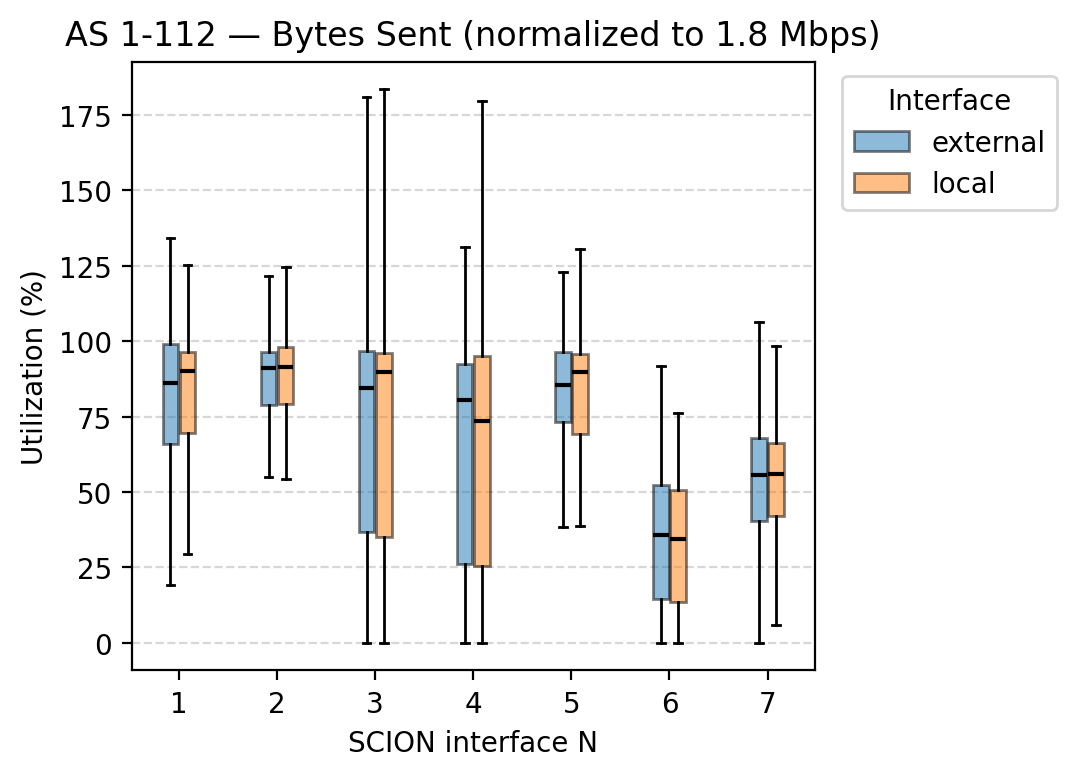 AS 1-112 — Bytes Sent (normalized to 1.8 Mbps)
Interface
external
local
Utilization (%)
175
150
125
100
75
50
25
0
1 2 3 4 5 6 7
SCION interface N